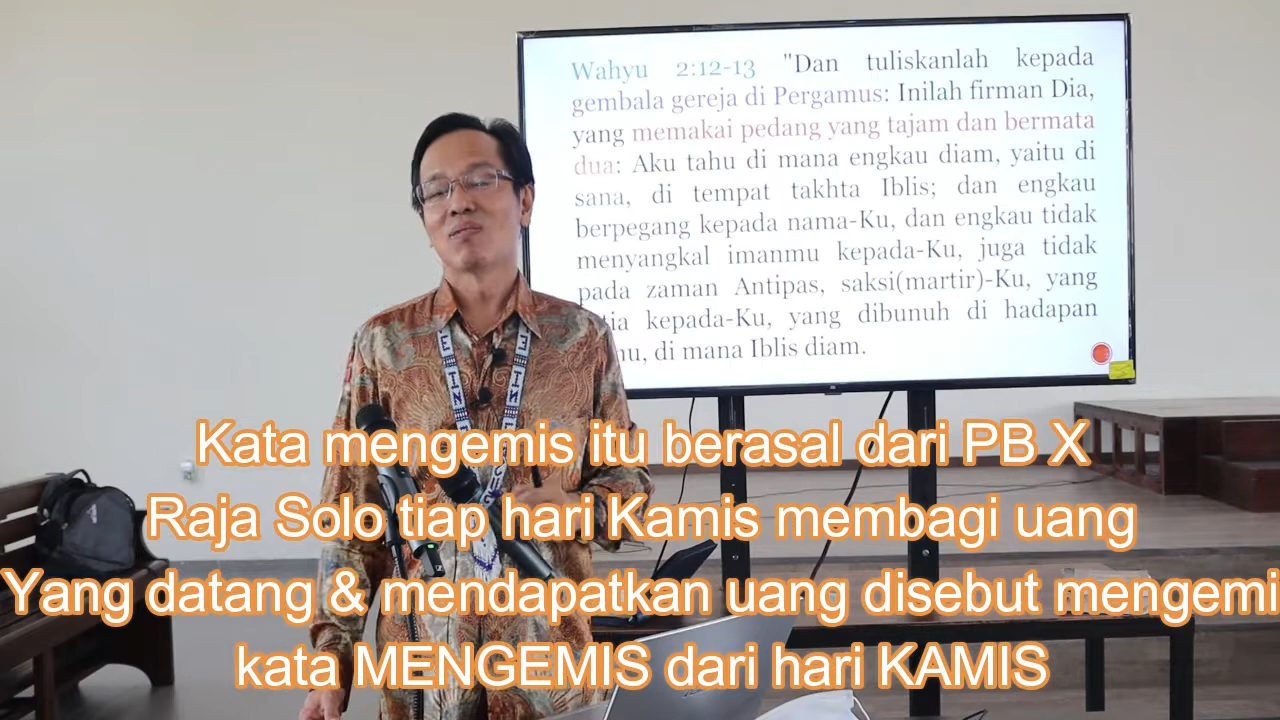 Wahyu 2:12-13 "Dan tuliskanlah kepada
gembala gereja di Pergamus: Inilah firman Dia,
yang memakai pedang yang tajam dan bermata
dua: Aku tahu di mana engkau diam, yaitu di
sana, di tempat takhta Iblis; dan engkau
berpegang kepada nama-Ku, dan engkau tidak
menyangkal imanmu kepada-Ku, juga tidak
pada zaman Antipas, saksi(martir)-Ku, yang
kepada-Ku, yang dibunuh di hadapan
di mana Iblis diam.
Kata mengemis itu berasal dari PB X
Raja Solo tiap hari Kamis membagi uang
Yang datang & mendapatkan uang disebut mengemi
kata MENGEMIS dari hari KAMIS